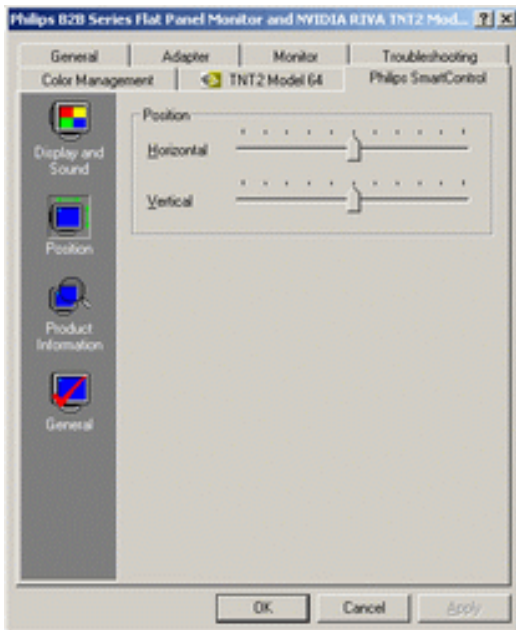 Philips B2B Series Flat Panel Monitor and NVIDIA RIVA TNT2 Mod...
General
Adapter
Monitor
Troubleshooting
Color Management
TNT2 Model 64
Philips SmartControl
Display and
Sound
Position
Product
Information
General
Position
Horizontal
Vertical
OK
Cancel
Apply